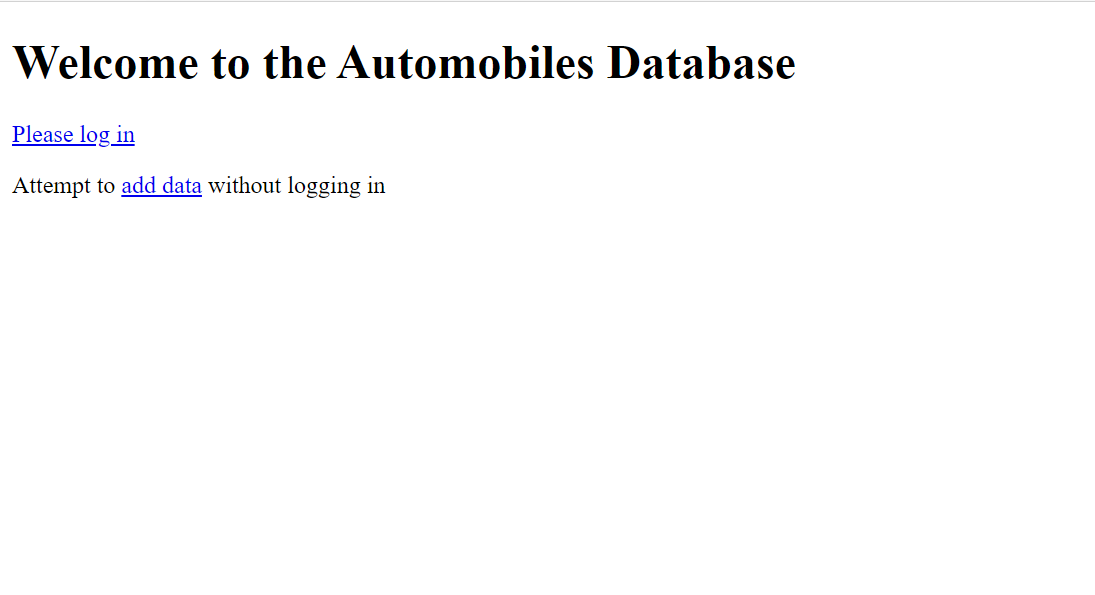 Welcome to the Automobiles Database
Please log in
Attempt to add data without logging in